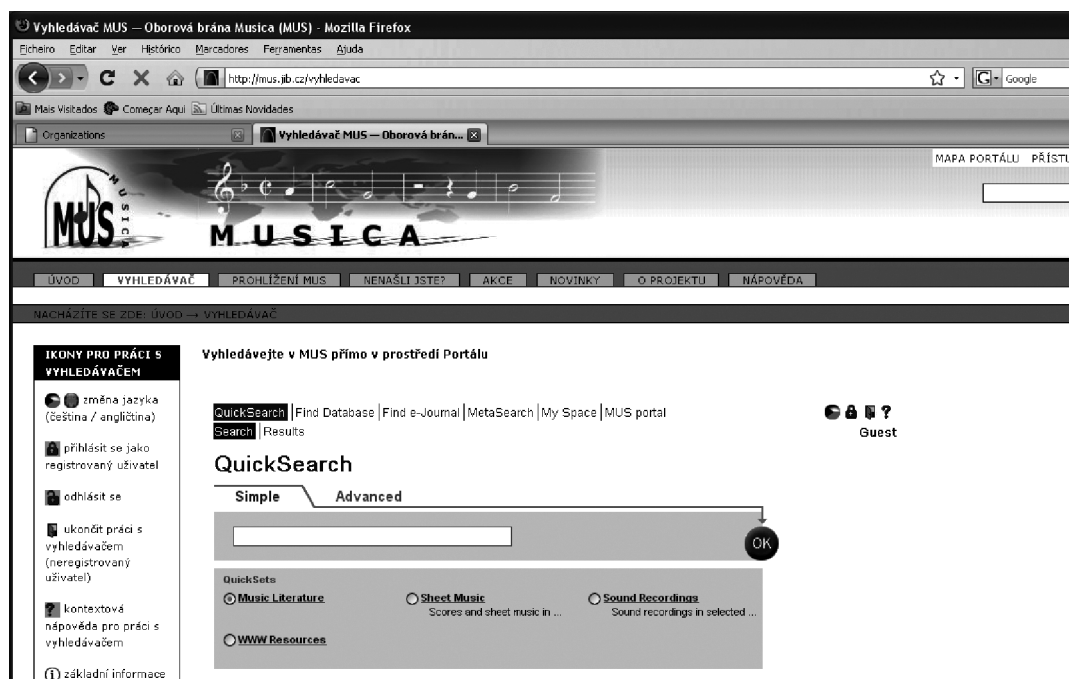 Vyhledávač MUS — Oborová brána Musica (MUS) - Mozilla Firefox
Ficheiro Editar Ver Histórico Marcadores Ferramentas Ajuda
http://mus.jib.cz/vyhledavac
G Google
Mais Visitados Começar Aqui Últimas Novidades
Organizations
Vyhledávač MUS — Oborová brán...
MAPA PORTÁLU PŘÍSTU
MUS MUSICA
MUSICA
ÚVOD VYHLEDÁVAČ PROHLÍŽENÍ MUS NENAŠLI JSTE? AKCE NOVINKY O PROJEKTU NÁPOVĚDA
NACHÁZÍTE SE ZDE: ÚVOD → VYHLEDÁVAČ
IKONY PRO PRÁCI S
VYHLEDÁVAČEM
změna jazyka
(čeština / angličtina)
přihlásit se jako
registrovaný uživatel
odhlásit se
ukončit práci s
vyhledávačem
(neregistrovaný
uživatel)
? kontextová
nápověda pro práci s
vyhledávačem
i základní informace
Vyhledávejte v MUS přímo v prostředí Portálu
QuickSearch | Find Database | Find e-Journal | MetaSearch | My Space | MUS portal
?
Search | Results
Guest
QuickSearch
Simple Advanced
OK
QuickSets
Music Literature
Sheet Music
Scores and sheet music in ...
Sound Recordings
Sound recordings in selected ...
WWW Resources